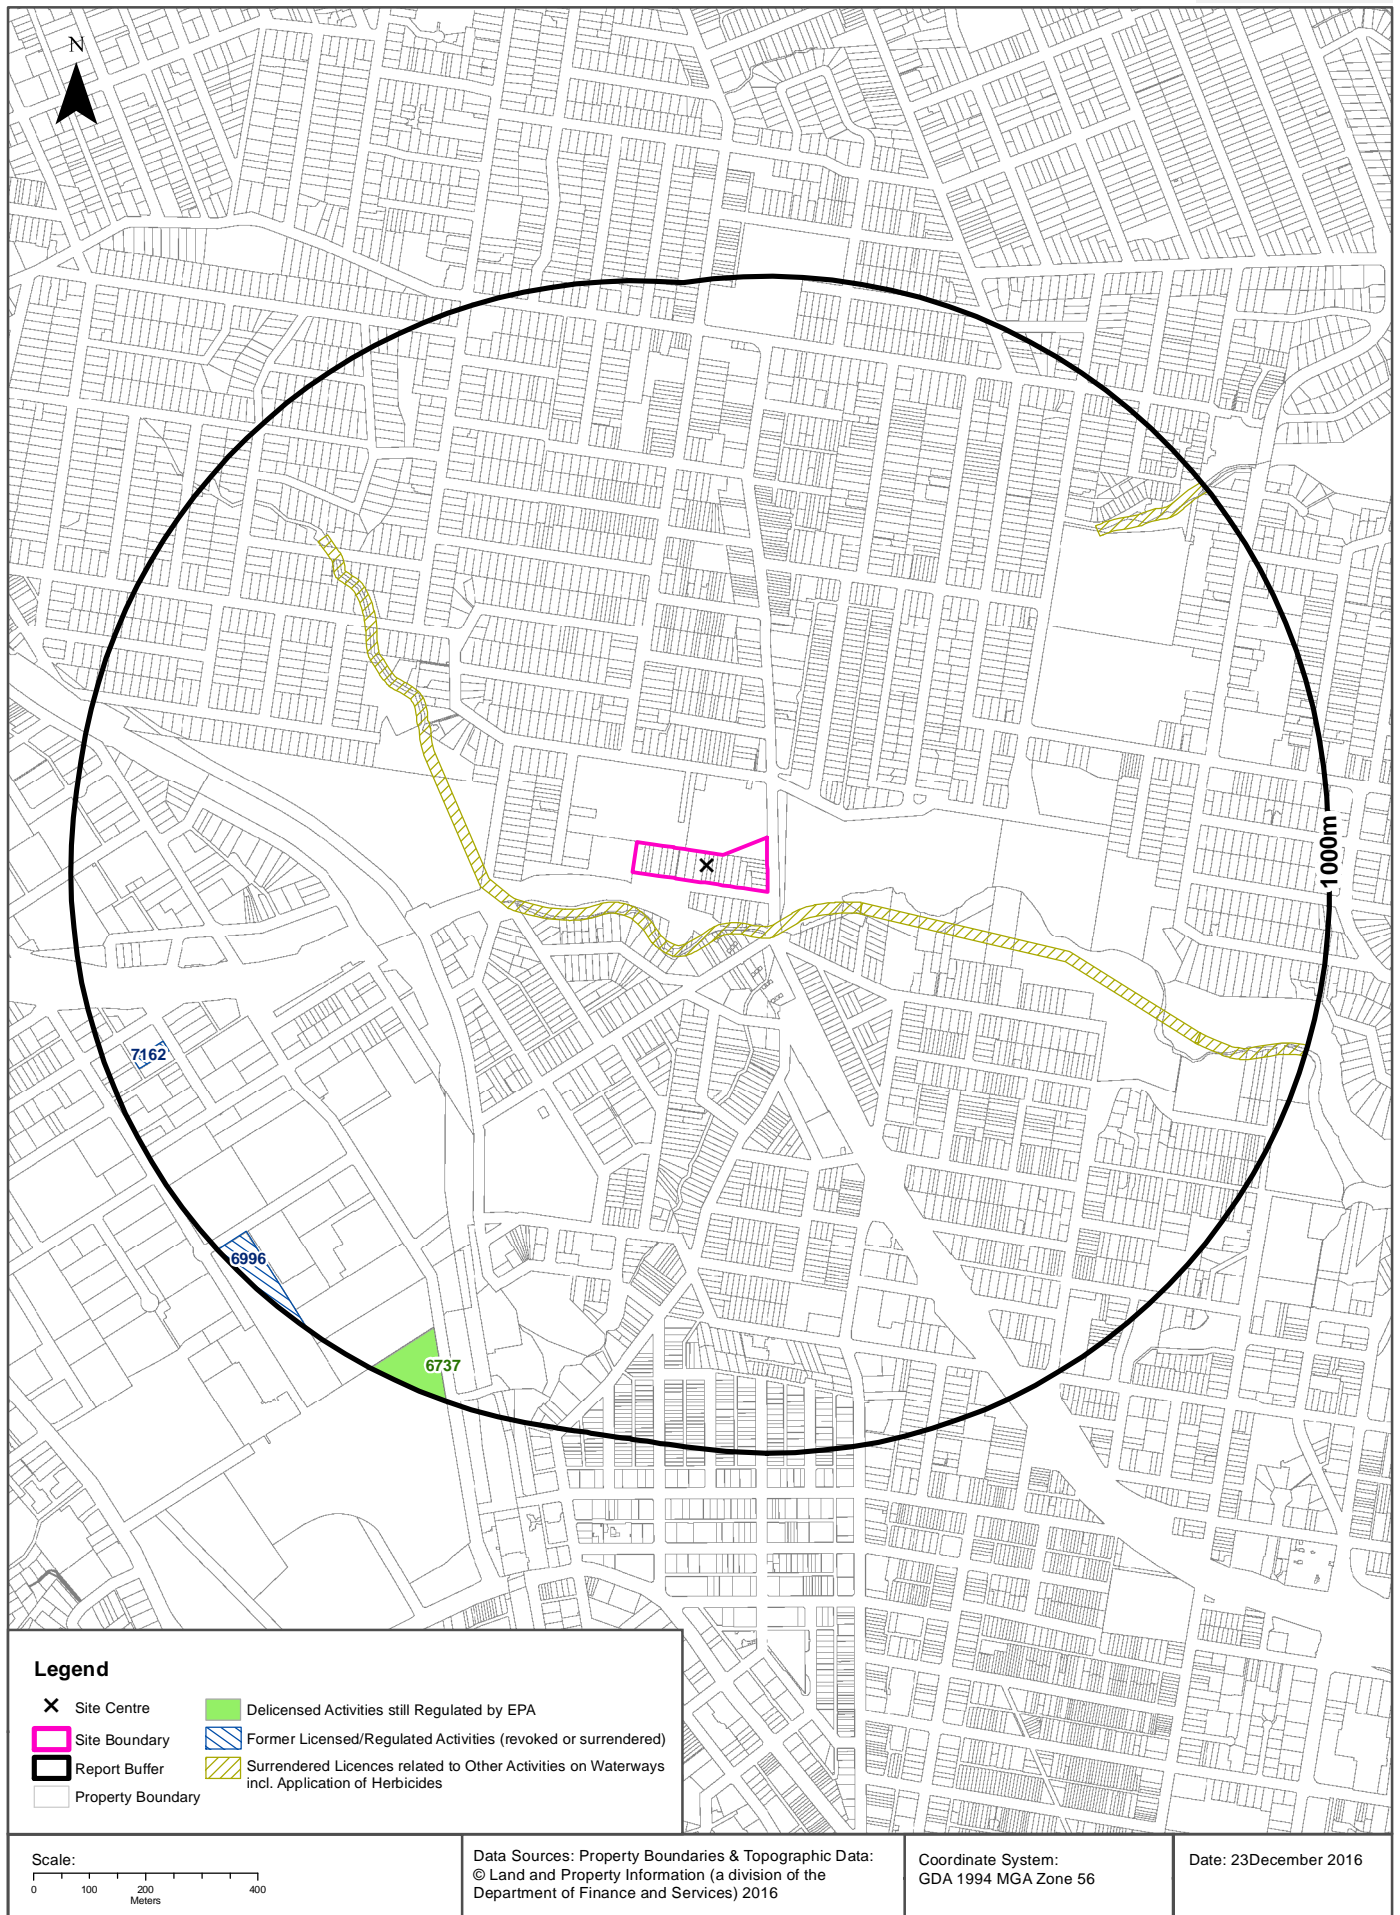 N
1000m
7162
6996
6737
Legend
Site Centre
Site Boundary
Report Buffer
Property Boundary
Delicensed Activities still Regulated by EPA
Former Licensed/Regulated Activities (revoked or surrendered)
Surrendered Licences related to Other Activities on Waterways
incl. Application of Herbicides
Scale:
0 100 200 400
Meters
Data Sources: Property Boundaries & Topographic Data:
© Land and Property Information (a division of the
Department of Finance and Services) 2016
Coordinate System:
GDA 1994 MGA Zone 56
Date: 23December 2016